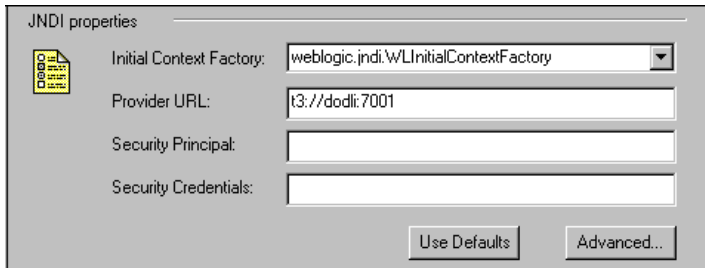 JNDI properties
Initial Context Factory: weblogic.jndi.WLInitialContextFactory
Provider URL: t3://dodli:7001
Security Principal:
Security Credentials:
Use Defaults Advanced...